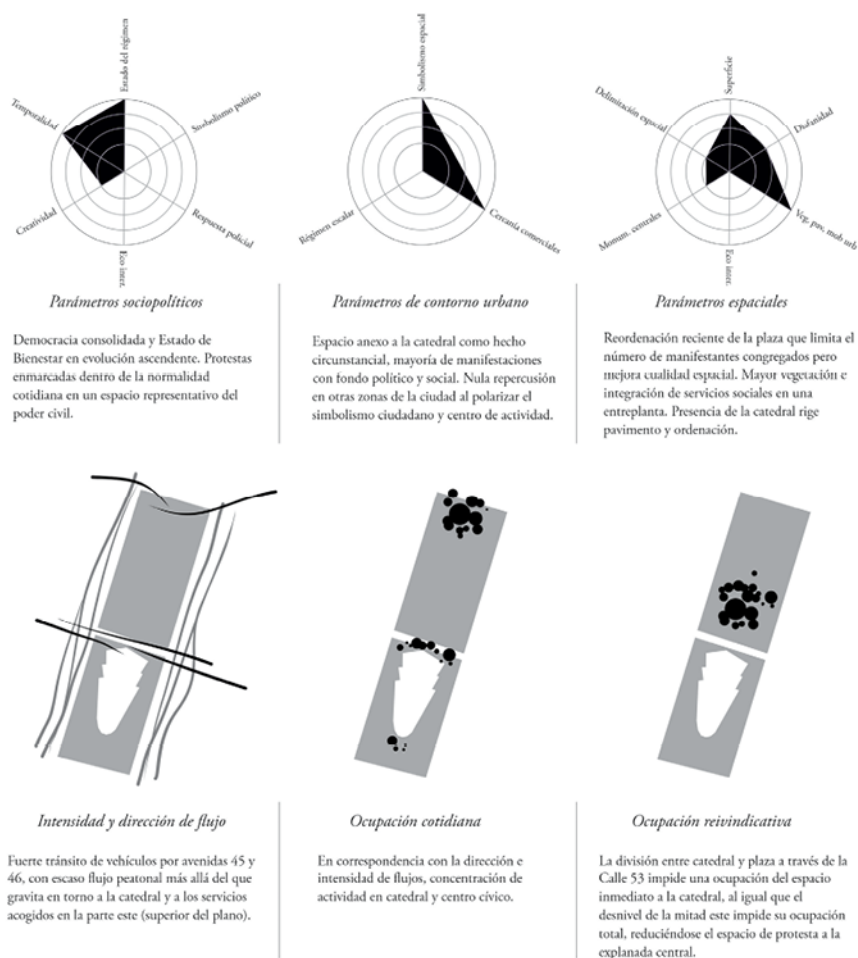 Estado del régimen
Simbolismo político
Respuesta policial
Eco inter.
Creatividad
Temporalidad
Simbolismo espacial
Cercanía comerciales
Régimen escalar
Superficie
Diafanidad
Veg. pav. mob urb
Eco inter.
Monum. centrales
Delimitación espacial
Parámetros sociopolíticos
Democracia consolidada y Estado de
Bienestar en evolución ascendente. Protestas
enmarcadas dentro de la normalidad
cotidiana en un espacio representativo del
poder civil.
Parámetros de contorno urbano
Espacio anexo a la catedral como hecho
circunstancial, mayoría de manifestaciones
con fondo político y social. Nula repercusión
en otras zonas de la ciudad al polarizar el
simbolismo ciudadano y centro de actividad.
Parámetros espaciales
Reordenación reciente de la plaza que limita el
número de manifestantes congregados pero
mejora cualidad espacial. Mayor vegetación e
integración de servicios sociales en una
entreplanta. Presencia de la catedral rige
pavimento y ordenación.
Intensidad y dirección de flujo
Fuerte tránsito de vehículos por avenidas 45 y
46, con escaso flujo peatonal más allá del que
gravita en torno a la catedral y a los servicios
acogidos en la parte este (superior del plano).
Ocupación cotidiana
En correspondencia con la dirección e
intensidad de flujos, concentración de
actividad en catedral y centro cívico.
Ocupación reivindicativa
La división entre catedral y plaza a través de la
Calle 53 impide una ocupación del espacio
inmediato a la catedral, al igual que el
desnivel de la mitad este impide su ocupación
total, reduciéndose el espacio de protesta a la
explanada central.